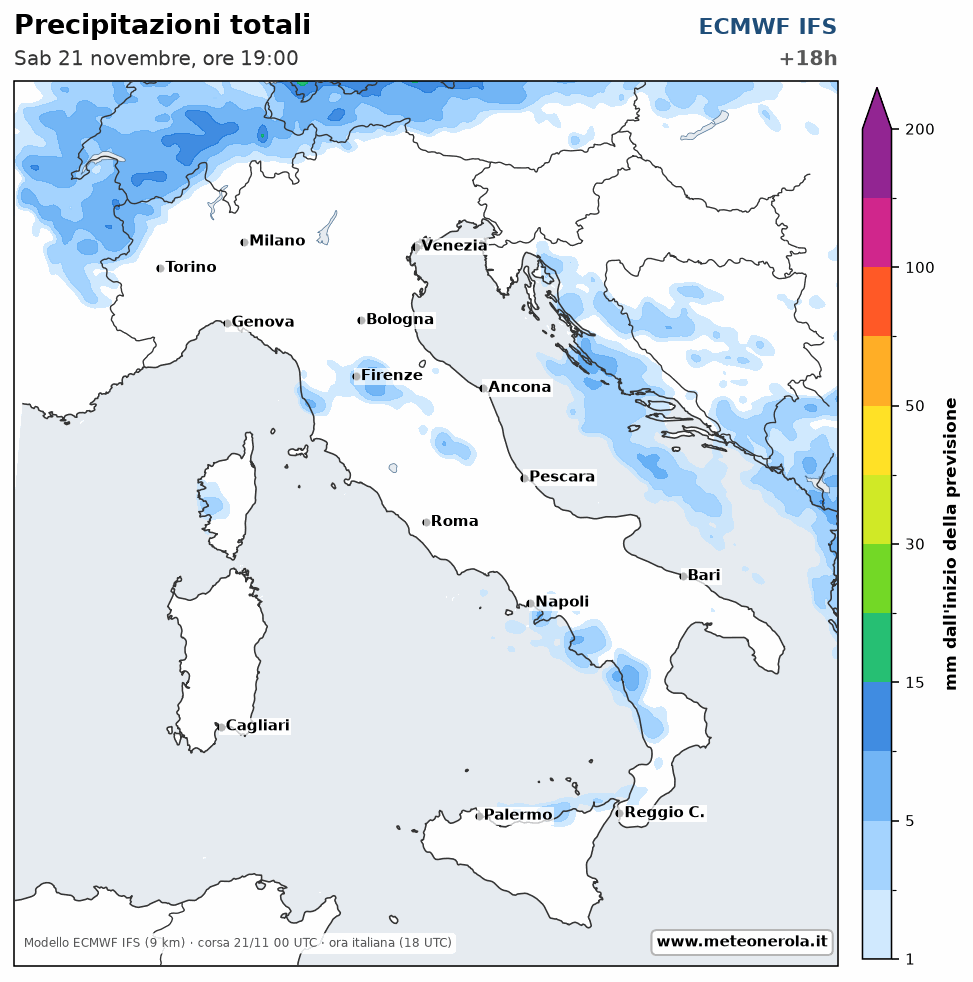 Precipitazioni totali
ECMWF IFS
Sab 21 novembre, ore 19:00
+18h
200
100
50
30
15
5
1
mm dall'inizio della previsione
Milano
Venezia
Torino
Genova
Bologna
Firenze
Ancona
Pescara
Roma
Bari
Napoli
Cagliari
Palermo
Reggio C.
Modello ECMWF IFS (9 km) · corsa 21/11 00 UTC · ora italiana (18 UTC)
www.meteonerola.it